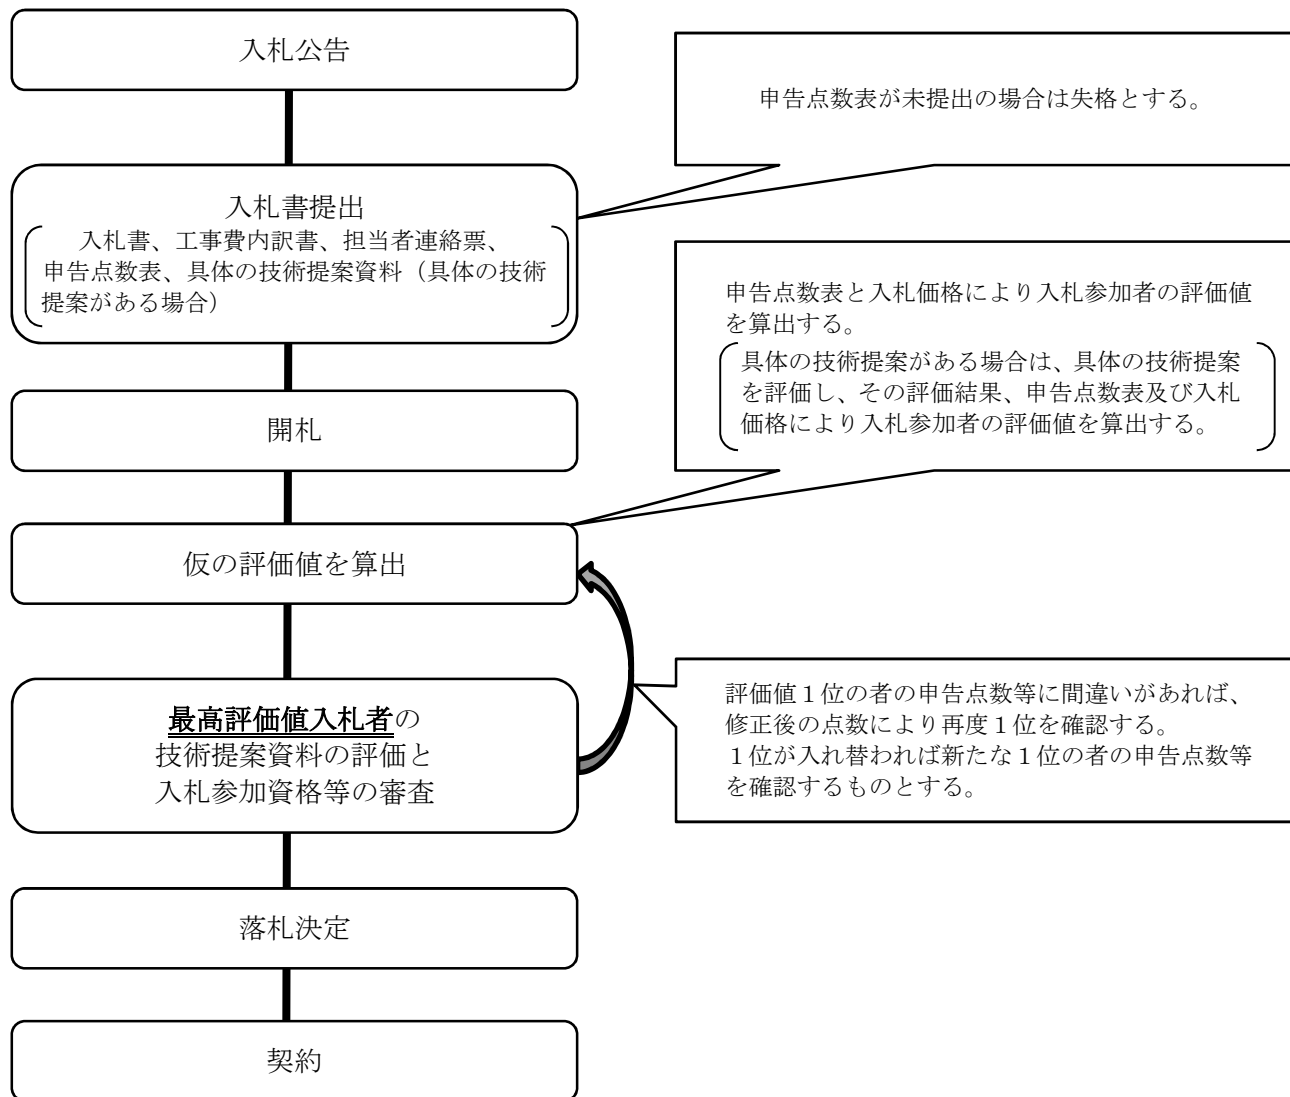 入札公告
申告点数表が未提出の場合は失格とする。
入札書提出
入札書、工事費内訳書、担当者連絡票、
申告点数表、具体の技術提案資料（具体の技術
提案がある場合）
申告点数表と入札価格により入札参加者の評価値
を算出する。
具体の技術提案がある場合は、具体の技術提案
を評価し、その評価結果、申告点数表及び入札
価格により入札参加者の評価値を算出する。
開札
仮の評価値を算出
最高評価値入札者の
技術提案資料の評価と
入札参加資格等の審査
評価値１位の者の申告点数等に間違いがあれば、
修正後の点数により再度１位を確認する。
１位が入れ替われば新たな１位の者の申告点数等
を確認するものとする。
落札決定
契約